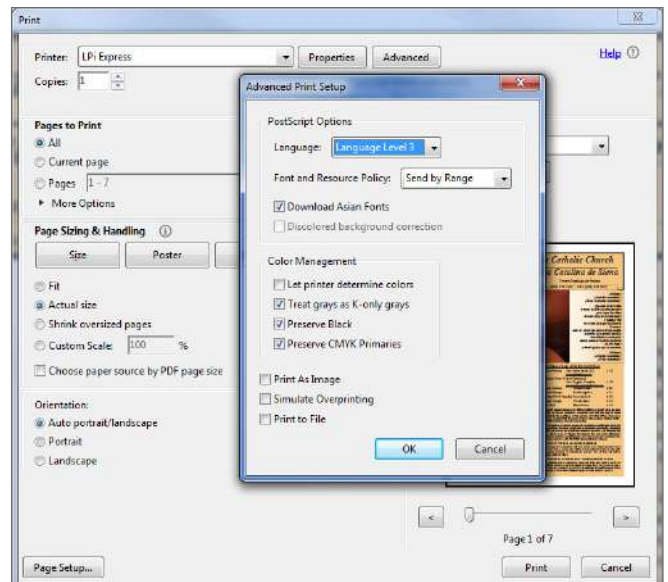 Print
Printer: LPi Express
Properties
Advanced
Help
Copies: 1
Pages to Print
All
Current page
Pages 1 - 7
More Options
Page Sizing & Handling
Size
Poster
Fit
Actual size
Shrink oversized pages
Custom Scale: 100 %
Choose paper source by PDF page size
Orientation:
Auto portrait/landscape
Portrait
Landscape
Advanced Print Setup
PostScript Options
Language: Language Level 3
Font and Resource Policy: Send by Range
Download Asian Fonts
Discolored background correction
Color Management
Let printer determine colors
Treat grays as K-only grays
Preserve Black
Preserve CMYK Primaries
Print As Image
Simulate Overprinting
Print to File
OK
Cancel
Catholic Church
Catalina de Siena
<
>
Page 1 of 7
Page Setup...
Print
Cancel